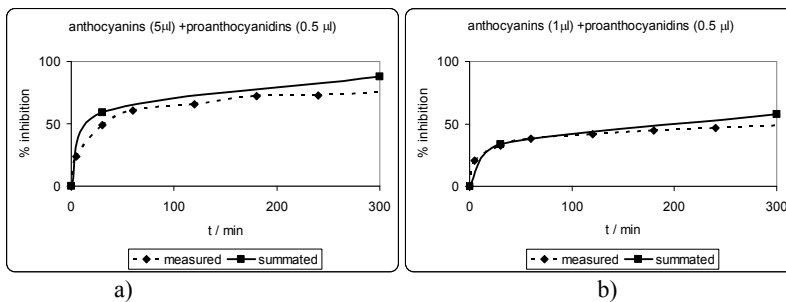 anthocyanins (5µl) +proanthocyanidins (0.5 µl)
100
50
0
% inhibition
0
100
200
300
t / min
measured
summated
a)
anthocyanins (1µl) +proanthocyanidins (0.5 µl)
100
50
0
% inhibition
0
100
200
300
t / min
measured
summated
b)